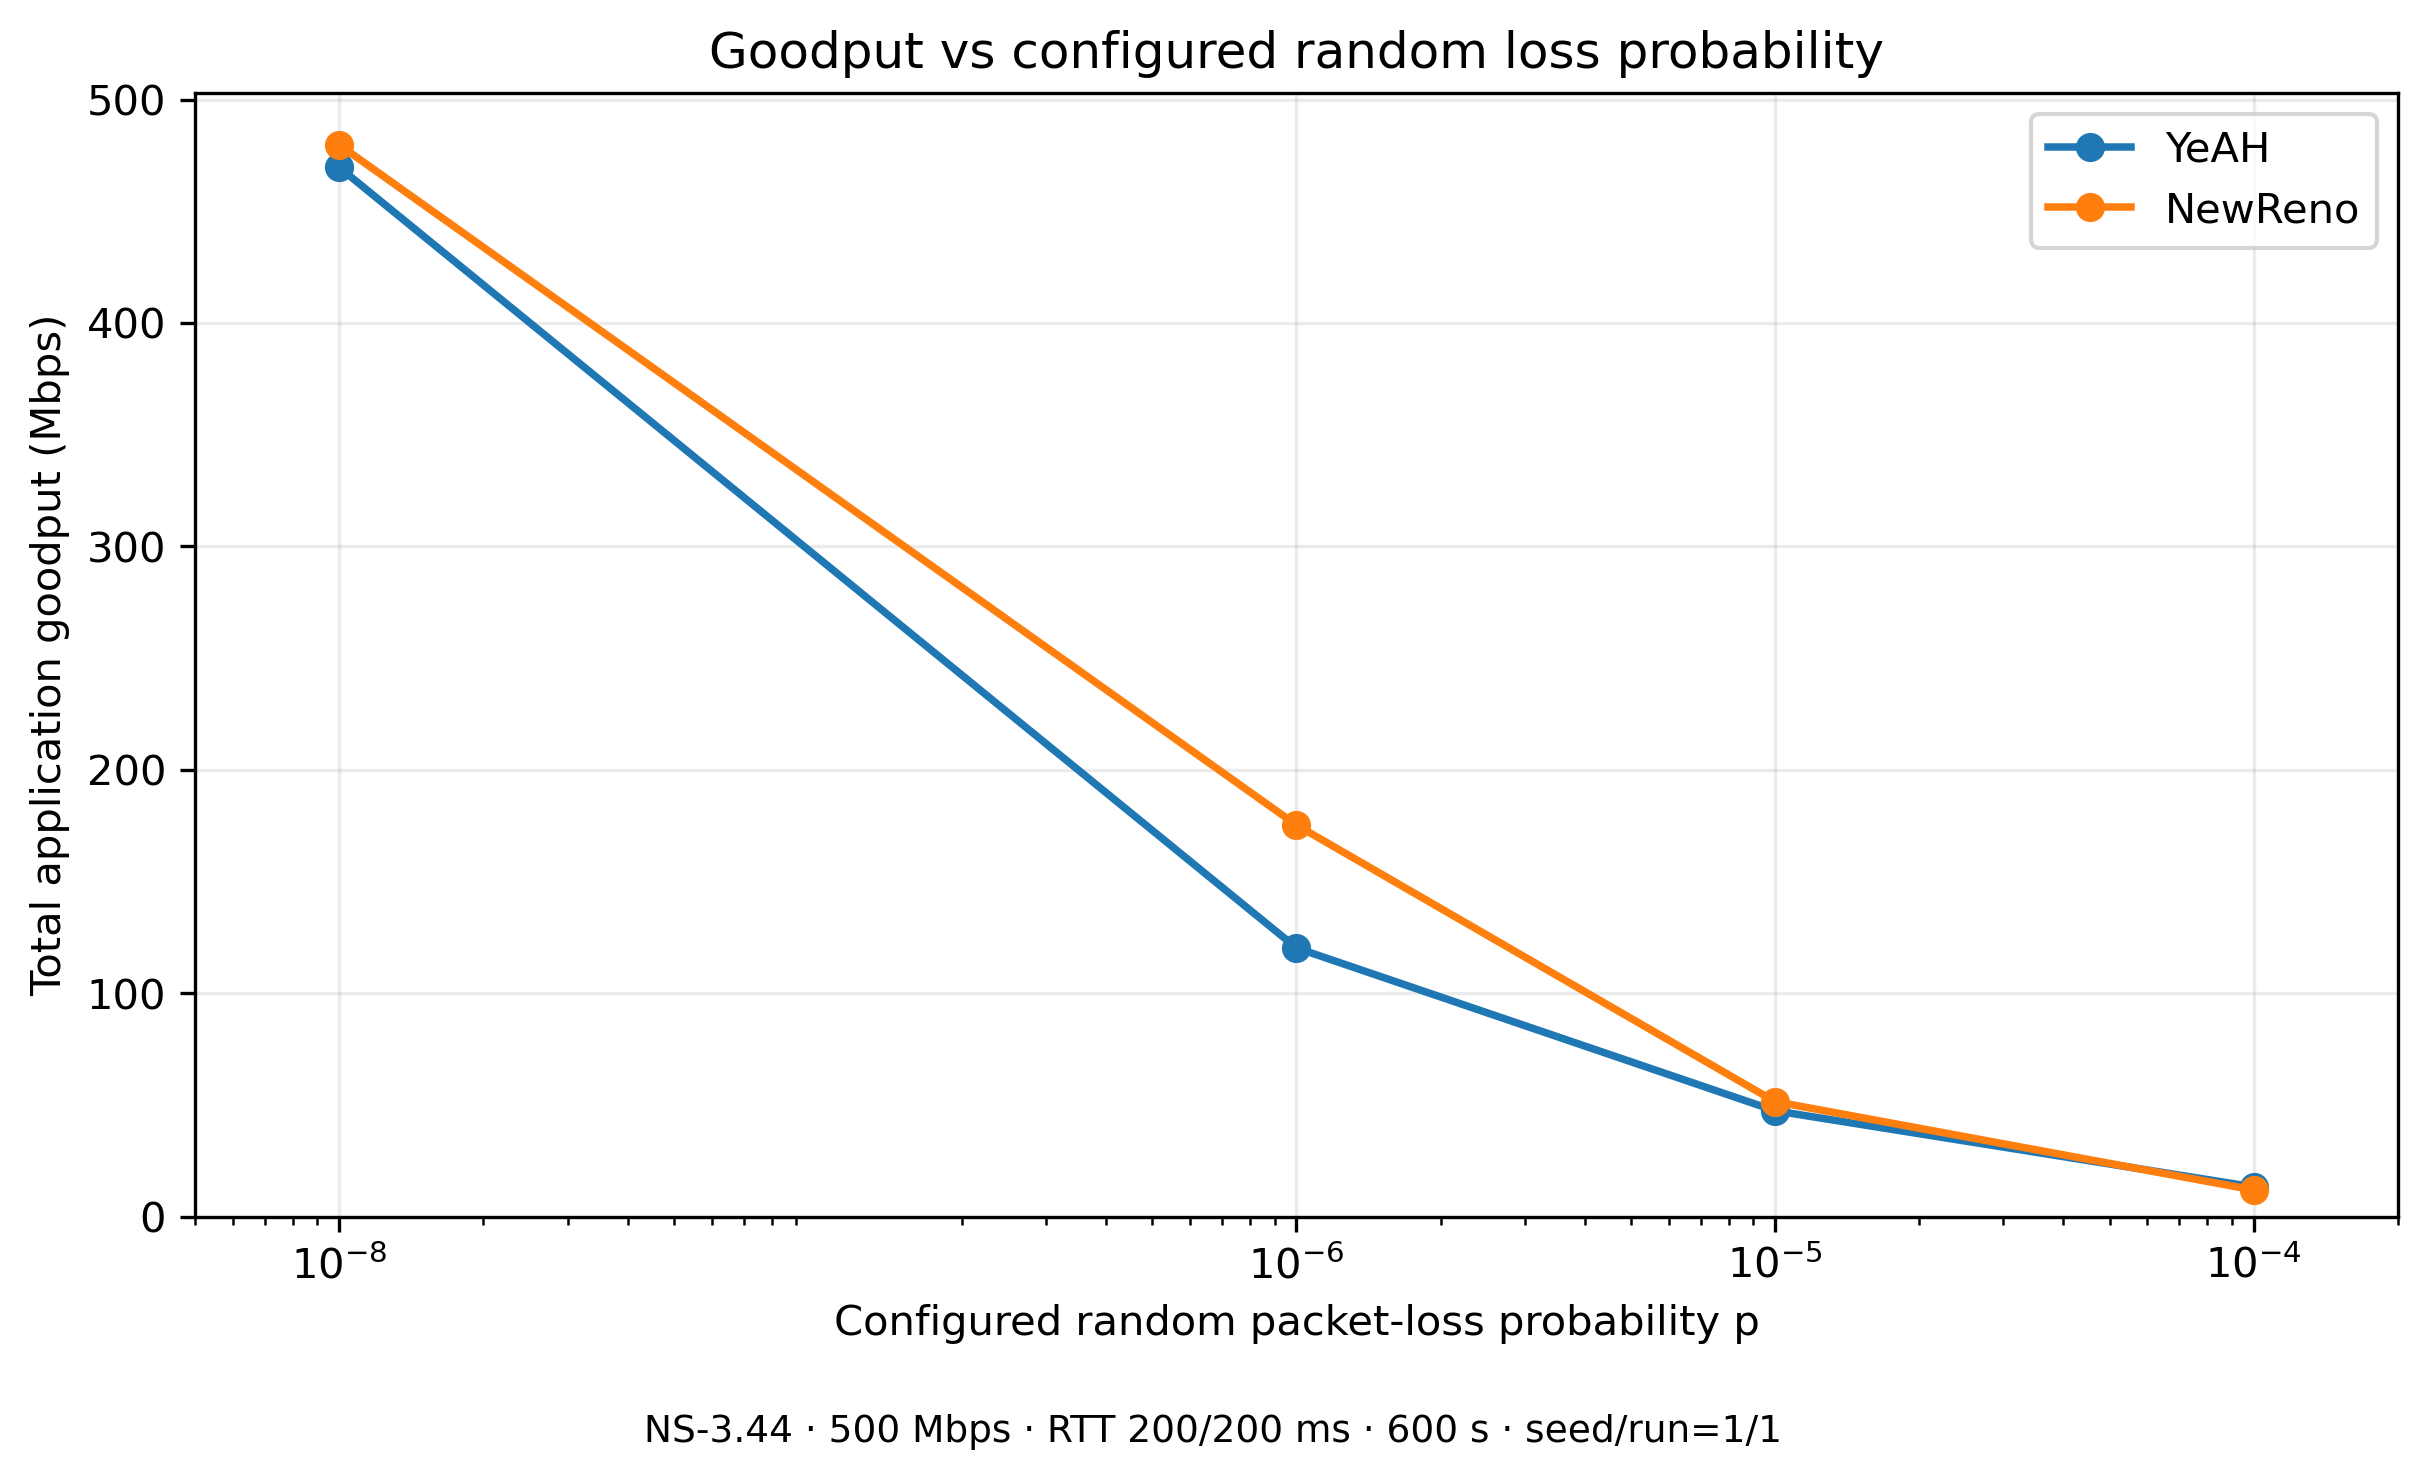 Goodput vs configured random loss probability
YeAH
NewReno
Total application goodput (Mbps)
500
400
300
200
100
0
10⁻⁸ 10⁻⁶ 10⁻⁵ 10⁻⁴
Configured random packet-loss probability p
NS-3.44 · 500 Mbps · RTT 200/200 ms · 600 s · seed/run=1/1